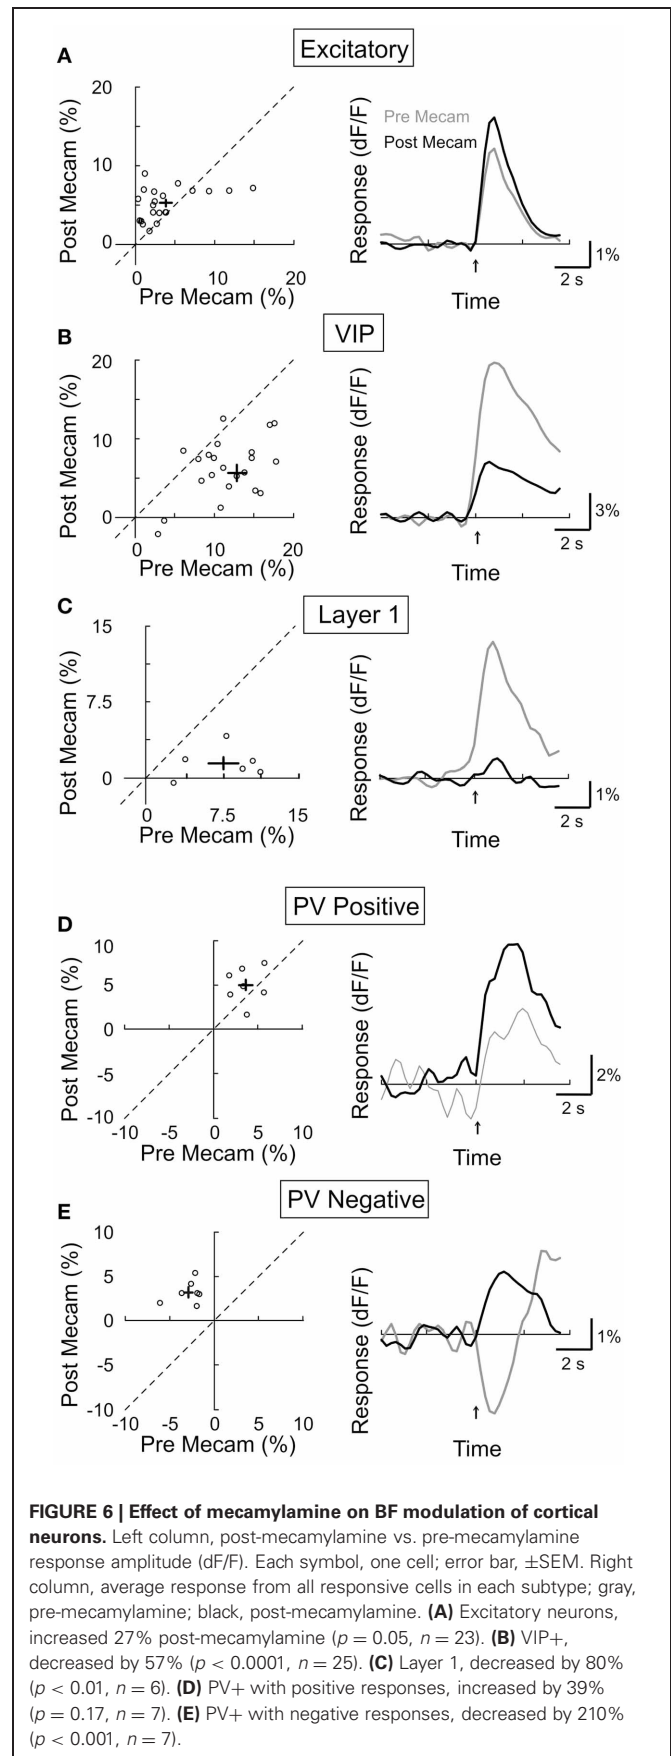 A
Excitatory
20
10
0
Post Mecam (%)
0 10 20
Pre Mecam (%)
Response (dF/F)
Pre Mecam
Post Mecam
1%
2 s
Time
B
VIP
20
10
0
Post Mecam (%)
0 10 20
Pre Mecam (%)
Response (dF/F)
3%
2 s
Time
C
Layer 1
15
7.5
0
Post Mecam (%)
0 7.5 15
Pre Mecam (%)
Response (dF/F)
1%
2 s
Time
D
PV Positive
10
5
0
-5
-10
Post Mecam (%)
-10 -5 0 5 10
Pre Mecam (%)
Response (dF/F)
2%
2 s
Time
E
PV Negative
10
5
0
-5
-10
Post Mecam (%)
-10 -5 0 5 10
Pre Mecam (%)
Response (dF/F)
1%
2 s
Time
FIGURE 6 | Effect of mecamylamine on BF modulation of cortical
neurons. Left column, post-mecamylamine vs. pre-mecamylamine
response amplitude (dF/F). Each symbol, one cell; error bar, ±SEM. Right
column, average response from all responsive cells in each subtype; gray,
pre-mecamylamine; black, post-mecamylamine. (A) Excitatory neurons,
increased 27% post-mecamylamine (p = 0.05, n = 23). (B) VIP+,
decreased by 57% (p < 0.0001, n = 25). (C) Layer 1, decreased by 80%
(p < 0.01, n = 6). (D) PV+ with positive responses, increased by 39%
(p = 0.17, n = 7). (E) PV+ with negative responses, decreased by 210%
(p < 0.001, n = 7).